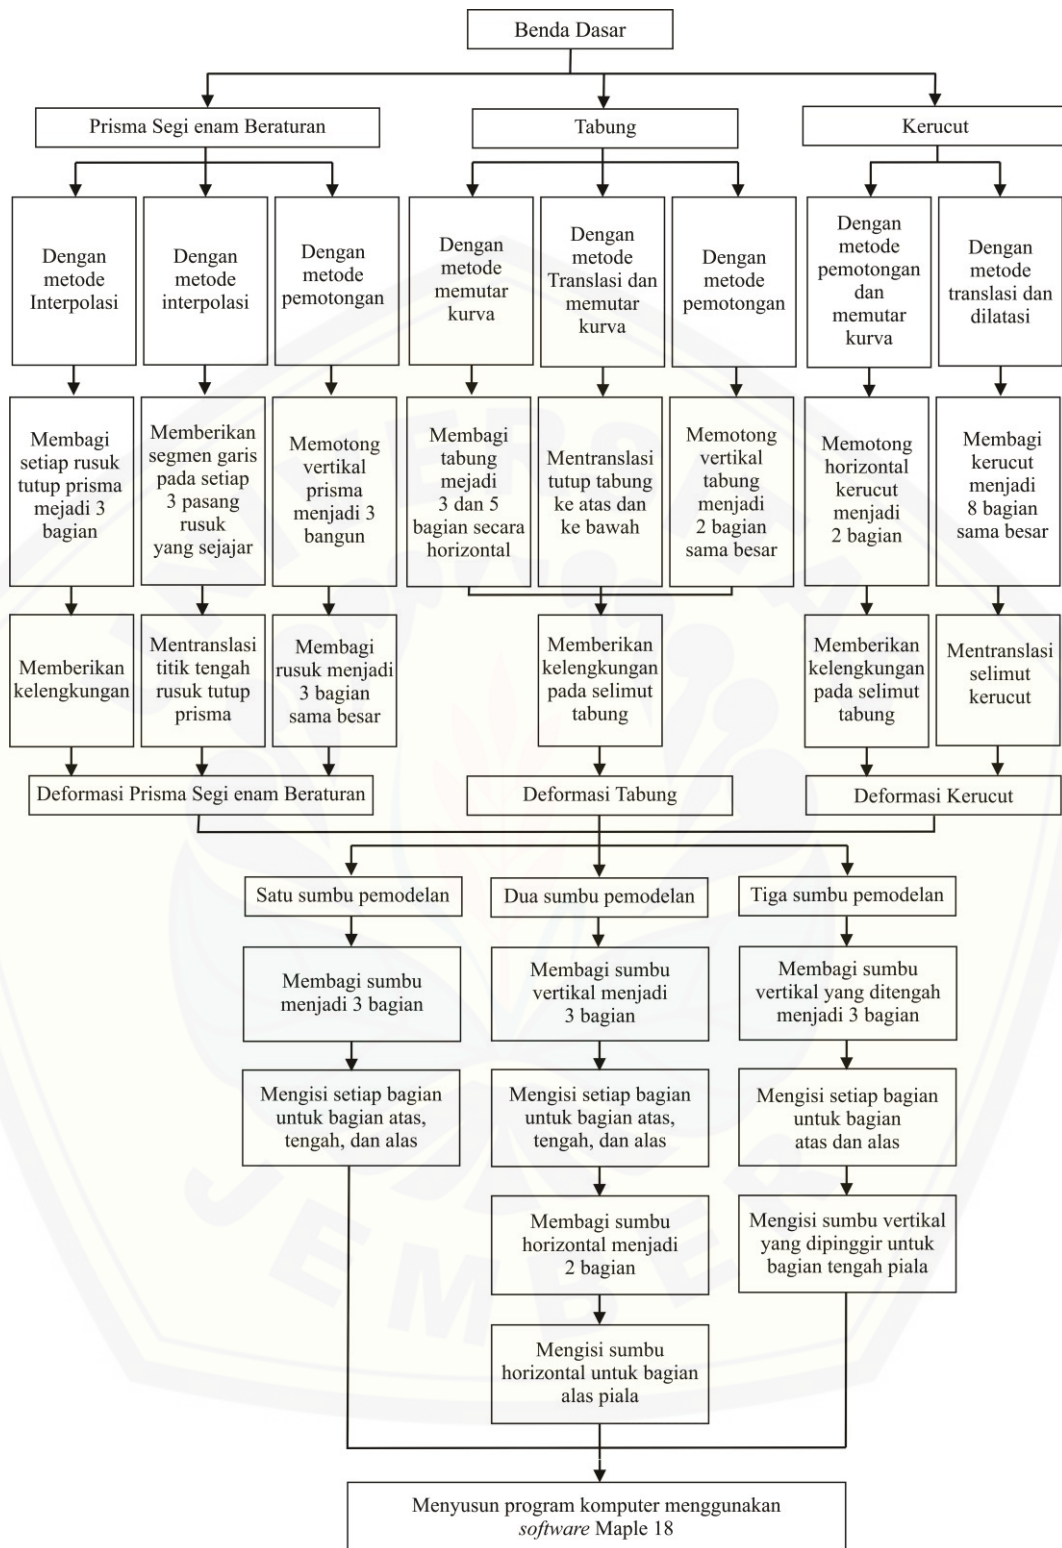 Benda Dasar
Prisma Segi enam Beraturan
Tabung
Kerucut
Dengan
metode
Interpolasi
Dengan
metode
interpolasi
Dengan
metode
pemotongan
Dengan
metode
memutar
kurva
Dengan
metode
Translasi dan
memutar
kurva
Dengan
metode
pemotongan
Dengan
metode
pemotongan
dan
memutar
kurva
Dengan
metode
translasi dan
dilatasi
Membagi
setiap rusuk
tutup prisma
mejadi 3
bagian
Memberikan
segmen garis
pada setiap
3 pasang
rusuk
yang sejajar
Memotong
vertikal
prisma
menjadi 3
bangun
Membagi
tabung
mejadi
3 dan 5
bagian secara
horizontal
Mentranslasi
tutup tabung
ke atas dan
ke bawah
Memotong
vertikal
tabung
menjadi
2 bagian
sama besar
Memotong
horizontal
kerucut
menjadi
2 bagian
Membagi
kerucut
menjadi
8 bagian
sama besar
Memberikan
kelengkungan
Mentranslasi
titik tengah
rusuk tutup
prisma
Membagi
rusuk menjadi
3 bagian
sama besar
Memberikan
kelengkungan
pada selimut
tabung
Memberikan
kelengkungan
pada selimut
tabung
Mentranslasi
selimut
kerucut
Deformasi Prisma Segi enam Beraturan
Deformasi Tabung
Deformasi Kerucut
Satu sumbu pemodelan
Dua sumbu pemodelan
Tiga sumbu pemodelan
Membagi sumbu
menjadi 3 bagian
Membagi sumbu
vertikal menjadi
3 bagian
Membagi sumbu
vertikal yang ditengah
menjadi 3 bagian
Mengisi setiap bagian
untuk bagian atas,
tengah, dan alas
Mengisi setiap bagian
untuk bagian atas,
tengah, dan alas
Mengisi setiap bagian
untuk bagian
atas dan alas
Membagi sumbu
horizontal menjadi
2 bagian
Mengisi sumbu vertikal
yang dipinggir untuk
bagian tengah piala
Mengisi sumbu
horizontal untuk bagian
alas piala
Menyusun program komputer menggunakan
software Maple 18
UNIVERSITAS
JEMBER